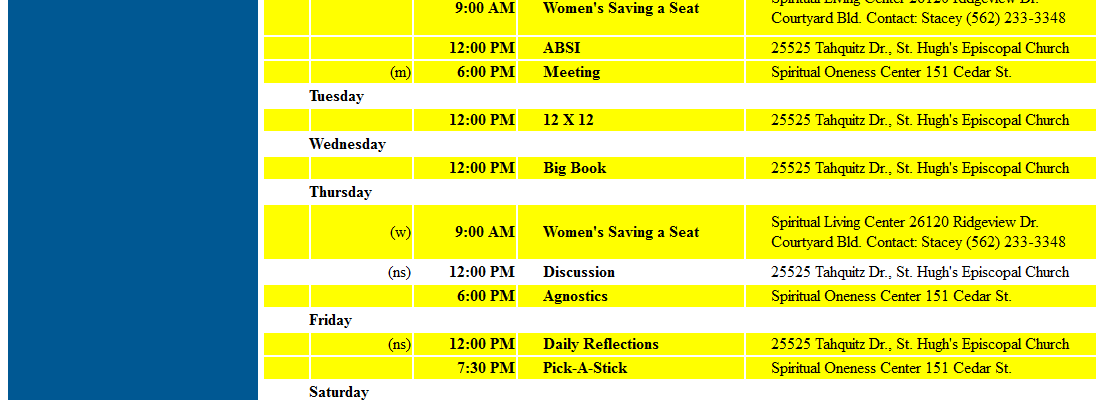 9:00 AM Women's Saving a Seat Spiritual Living Center 26120 Ridgeview Dr.
Courtyard Bld. Contact: Stacey (562) 233-3348
12:00 PM ABSI 25525 Tahquitz Dr., St. Hugh's Episcopal Church
(m) 6:00 PM Meeting Spiritual Oneness Center 151 Cedar St.
Tuesday
12:00 PM 12 X 12 25525 Tahquitz Dr., St. Hugh's Episcopal Church
Wednesday
12:00 PM Big Book 25525 Tahquitz Dr., St. Hugh's Episcopal Church
Thursday
(w) 9:00 AM Women's Saving a Seat Spiritual Living Center 26120 Ridgeview Dr.
Courtyard Bld. Contact: Stacey (562) 233-3348
(ns) 12:00 PM Discussion 25525 Tahquitz Dr., St. Hugh's Episcopal Church
6:00 PM Agnostics Spiritual Oneness Center 151 Cedar St.
Friday
(ns) 12:00 PM Daily Reflections 25525 Tahquitz Dr., St. Hugh's Episcopal Church
7:30 PM Pick-A-Stick Spiritual Oneness Center 151 Cedar St.
Saturday